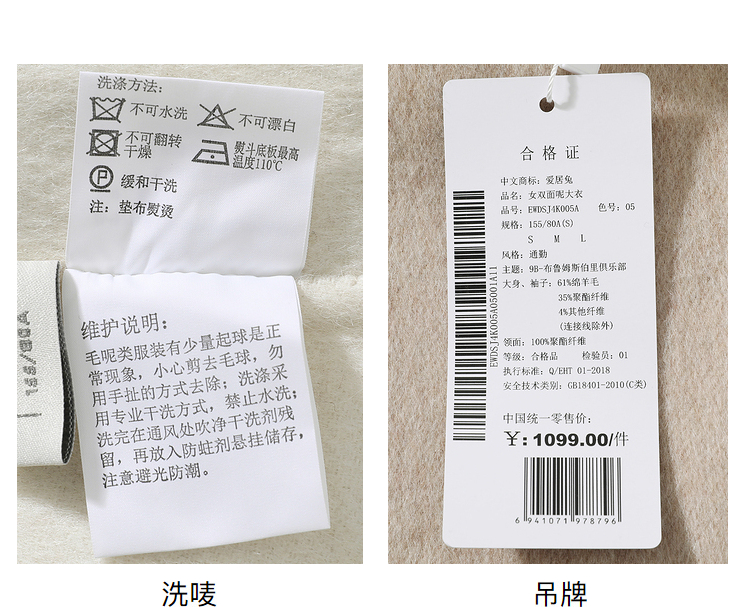 洗涤方法：
不可水洗
不可漂白
不可翻转
干燥
熨斗底板最高
温度110℃
P
缓和干洗
注：垫布熨烫
维护说明：
毛呢类服装有少量起球是正
常现象，小心剪去毛球，勿
用手扯的方式去除；洗涤采
用专业干洗方式，禁止水洗；
洗完在通风处吹净干洗剂残
留，再放入防蛀剂悬挂储存，
注意避光防潮。
洗唛
合格证
中文商标：爱居兔
品名：女双面呢大衣
品号：EWDSJ4K005A 色号：05
规格：155/80A(S)
S M L
风格：通勤
主题：9B-布鲁姆斯伯里俱乐部
大身、袖子：61%绵羊毛
35%聚酯纤维
4%其他纤维
(连接线除外)
领面：100%聚酯纤维
等级：合格品 检验员：01
执行标准：Q/EHT 01-2018
安全技术类别：GB18401-2010(C类)
EWDSJ4K005A05001A11
中国统一零售价：
¥：1099.00/件
6 941071 978796
吊牌